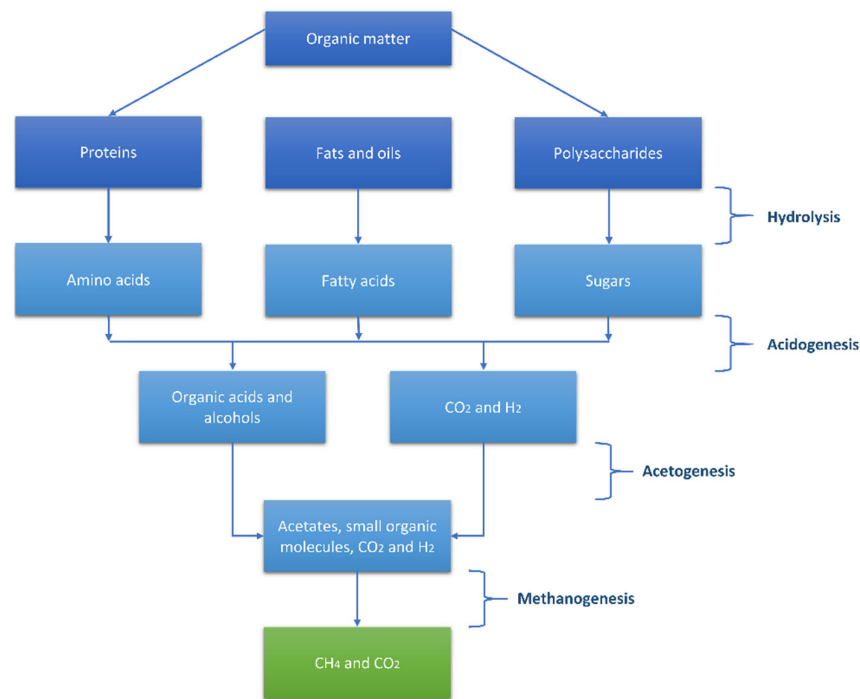 Organic matter
Proteins
Fats and oils
Polysaccharides
Hydrolysis
Amino acids
Fatty acids
Sugars
Acidogenesis
Organic acids and
alcohols
CO₂ and H₂
Acetogenesis
Acetates, small organic
molecules, CO₂ and H₂
Methanogenesis
CH₄ and CO₂